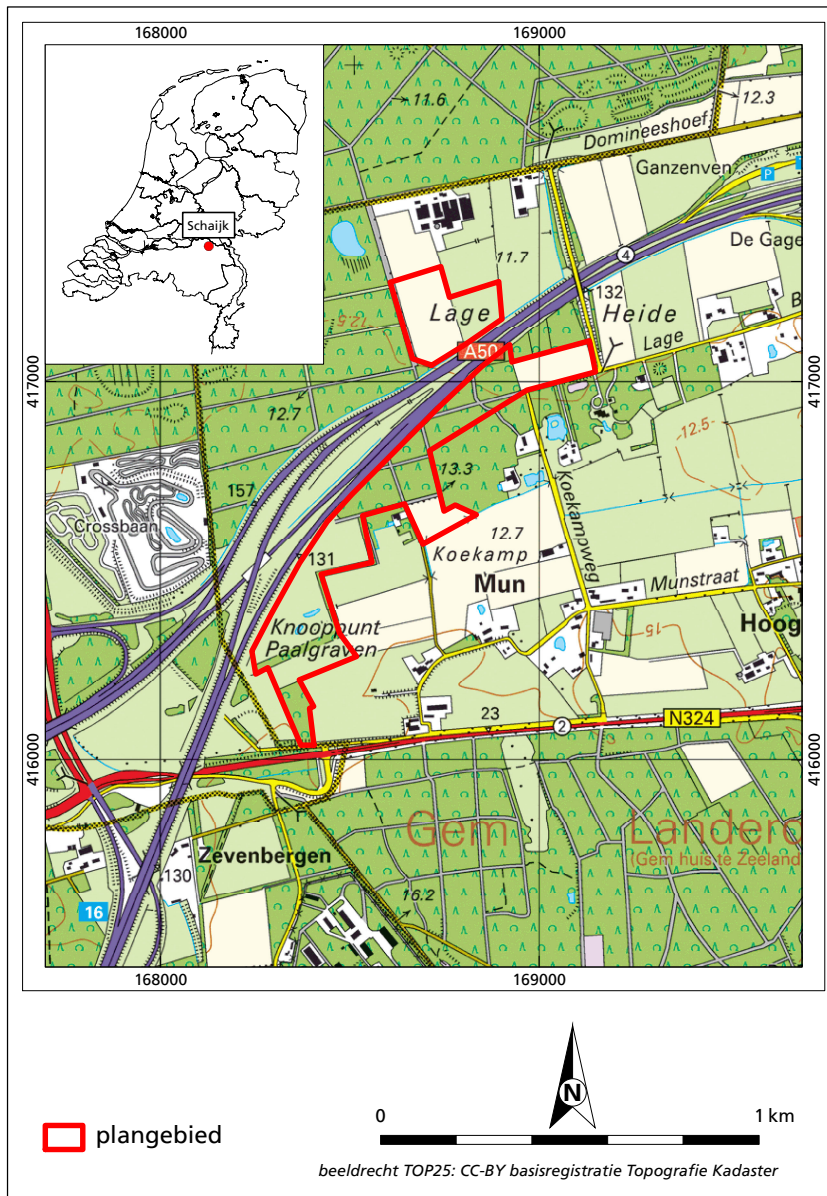 168000
169000
Schaijk
11.6
12.3
Domineeshoef
Ganzenven
P
De Gage
11.7
4
132
Lage
Heide
Lage
B
12.5
A50
417000
417000
12.7
12.5
13.3
157
Crossbaan
Koekampweg
12.7
Koekamp
131
Mun
Munstraat
Hoog
Knooppunt
Paalgraven
15
23
2
N324
416000
416000
Gem
Landerd
(Gem huis te Zeeland
Zevenbergen
130
16.2
16
168000
169000
N
0
1 km
plangebied
beeldrecht TOP25: CC-BY basisregistratie Topografie Kadaster